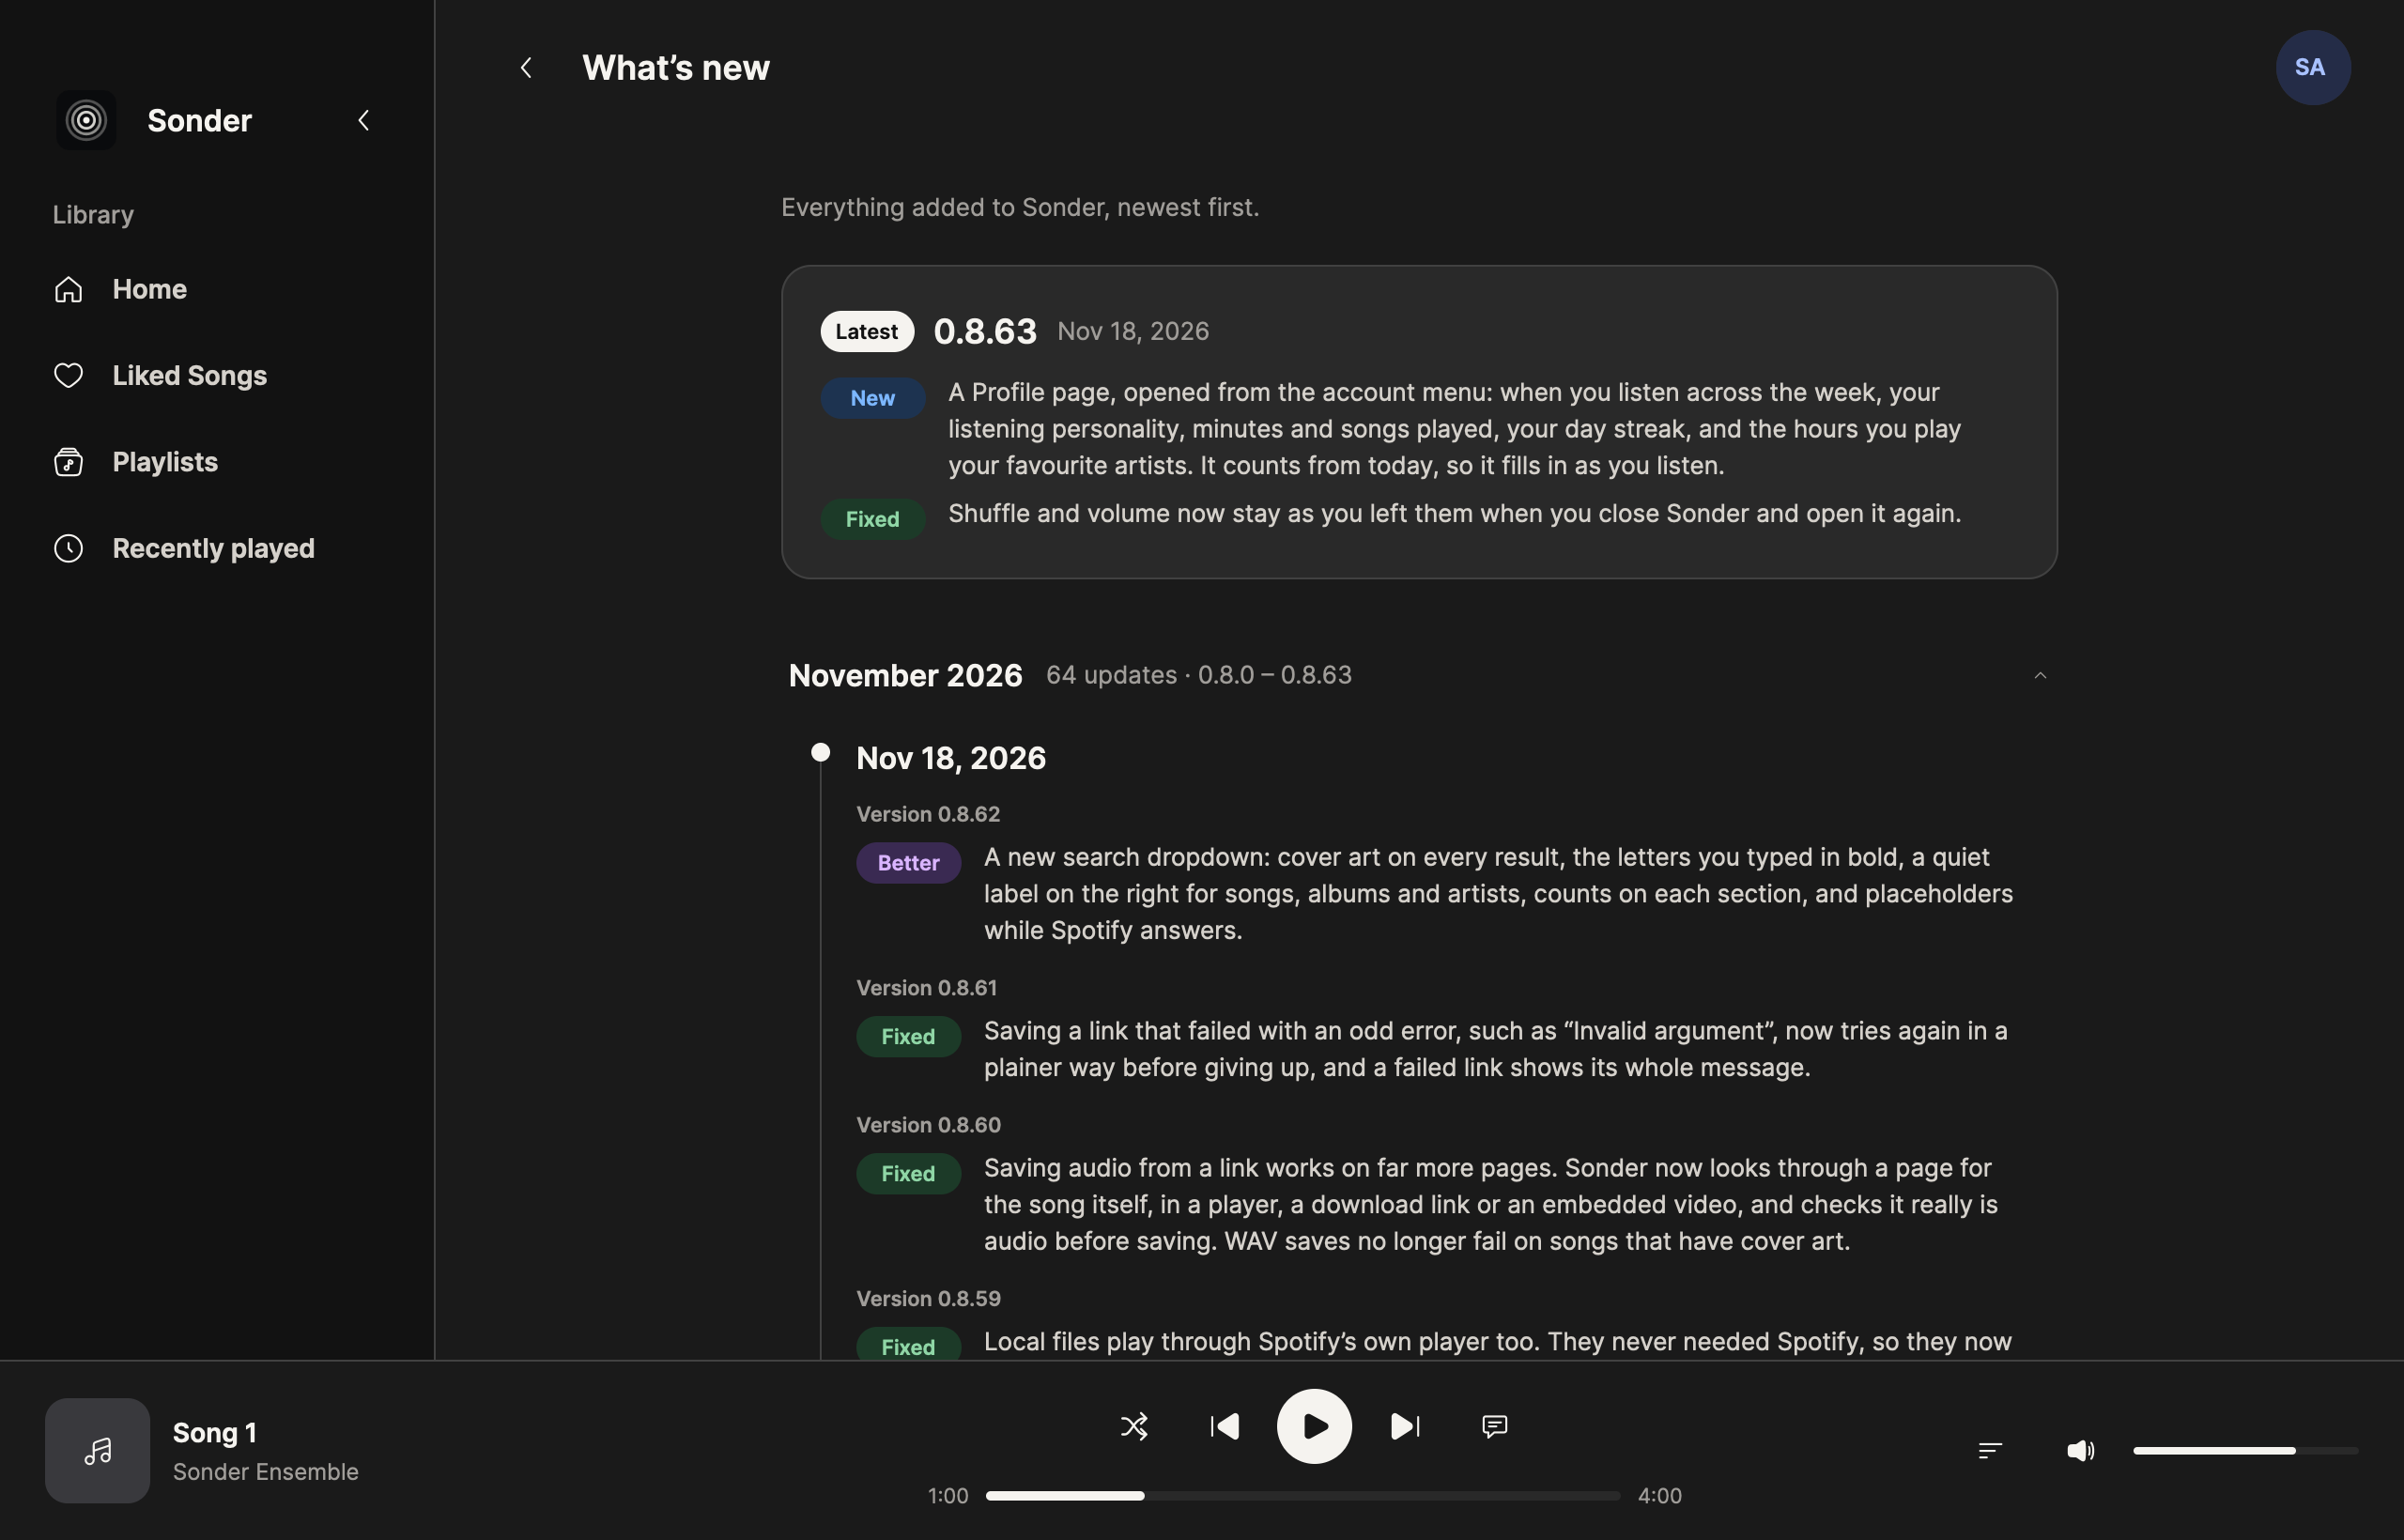 Sonder
Library
Home
Liked Songs
Playlists
Recently played
What’s new
SA
Everything added to Sonder, newest first.
Latest 0.8.63 Nov 18, 2026
New A Profile page, opened from the account menu: when you listen across the week, your
listening personality, minutes and songs played, your day streak, and the hours you play
your favourite artists. It counts from today, so it fills in as you listen.
Fixed Shuffle and volume now stay as you left them when you close Sonder and open it again.
November 2026 64 updates · 0.8.0 – 0.8.63
Nov 18, 2026
Version 0.8.62
Better A new search dropdown: cover art on every result, the letters you typed in bold, a quiet
label on the right for songs, albums and artists, counts on each section, and placeholders
while Spotify answers.
Version 0.8.61
Fixed Saving a link that failed with an odd error, such as “Invalid argument”, now tries again in a
plainer way before giving up, and a failed link shows its whole message.
Version 0.8.60
Fixed Saving audio from a link works on far more pages. Sonder now looks through a page for
the song itself, in a player, a download link or an embedded video, and checks it really is
audio before saving. WAV saves no longer fail on songs that have cover art.
Version 0.8.59
Fixed Local files play through Spotify’s own player too. They never needed Spotify, so they now
Song 1
Sonder Ensemble
1:00
4:00